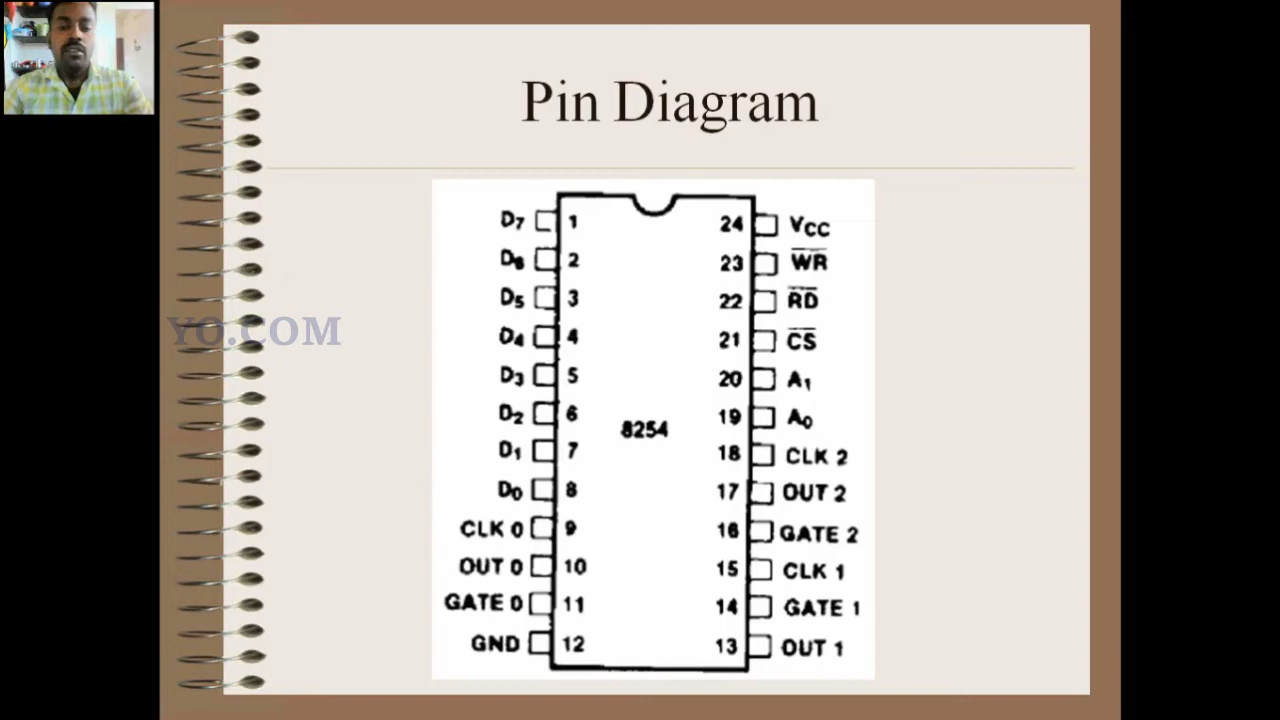 Pin Diagram
D7 1 24 VCC
D6 2 23 WR
D5 3 22 RD
YO.COM
D4 4 21 CS
D3 5 20 A1
D2 6 19 A0
8254
D1 7 18 CLK 2
D0 8 17 OUT 2
CLK 0 9 16 GATE 2
OUT 0 10 15 CLK 1
GATE 0 11 14 GATE 1
GND 12 13 OUT 1